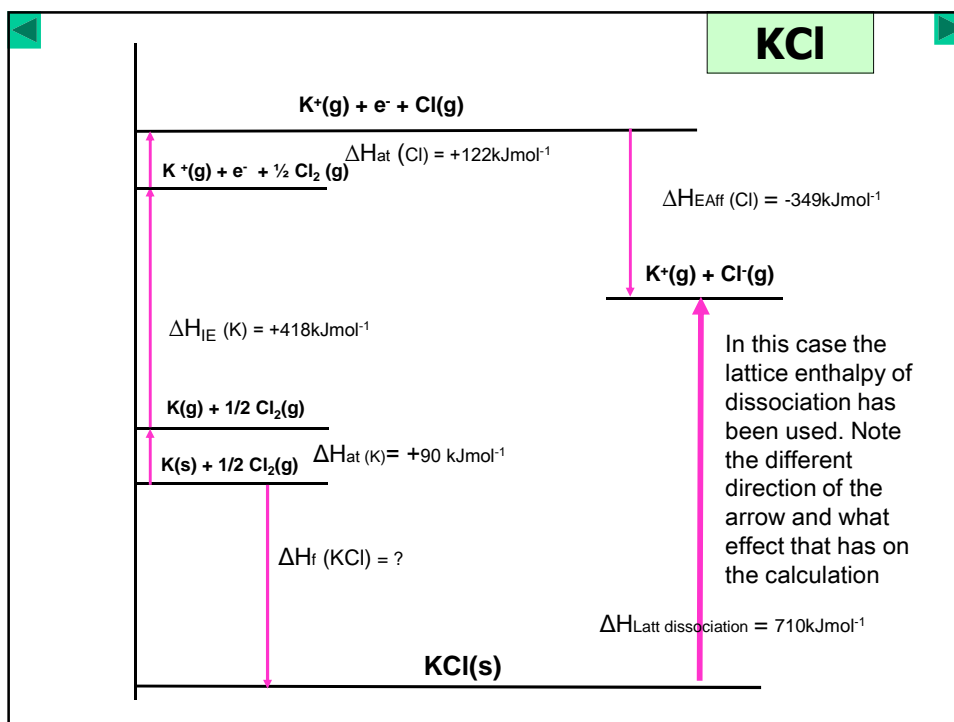 KCl
K⁺(g) + e⁻ + Cl(g)
ΔHat (Cl) = +122kJmol⁻¹
K ⁺(g) + e⁻ + ½ Cl₂ (g)
ΔHEAff (Cl) = -349kJmol⁻¹
K⁺(g) + Cl⁻(g)
ΔHIE (K) = +418kJmol⁻¹
In this case the
lattice enthalpy of
dissociation has
been used. Note
the different
direction of the
arrow and what
effect that has on
the calculation
K(g) + 1/2 Cl₂(g)
ΔHat (K)= +90 kJmol⁻¹
K(s) + 1/2 Cl₂(g)
ΔHf (KCl) = ?
ΔHLatt dissociation = 710kJmol⁻¹
KCl(s)